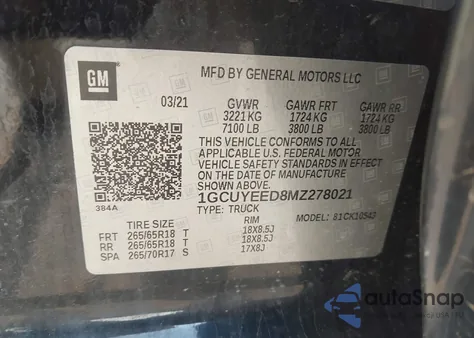 GM
MFD BY GENERAL MOTORS LLC
03/21 GVWR GAWR FRT GAWR RR
3221 KG 1724 KG 1724 KG
7100 LB 3800 LB 3800 LB
THIS VEHICLE CONFORMS TO ALL
APPLICABLE U.S. FEDERAL MOTOR
VEHICLE SAFETY STANDARDS IN EFFECT
ON THE DATE OF MANUFACTURE
SHOWN ABOVE.
1GCUYEED8MZ278021
384A
TYPE: TRUCK MODEL: 81CK10543
TIRE SIZE RIM
FRT 265/65R18 T 18X8.5J
RR 265/65R18 T 18X8.5J
SPA 265/70R17 S 17X8J
autoSnap